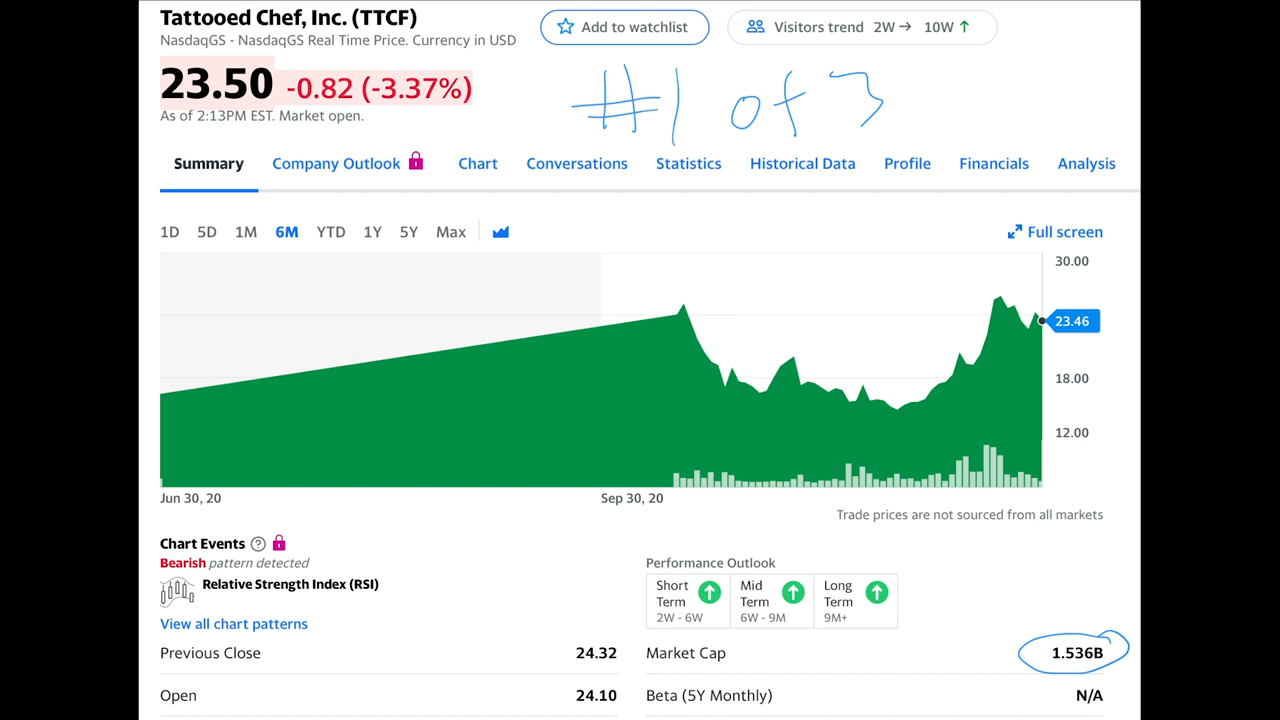 Tattooed Chef, Inc. (TTCF)
NasdaqGS - NasdaqGS Real Time Price. Currency in USD
Add to watchlist
Visitors trend 2W→ 10W ↑
23.50 -0.82 (-3.37%)
As of 2:13PM EST. Market open.
#1 of 3
Summary Company Outlook Chart Conversations Statistics Historical Data Profile Financials Analysis
1D 5D 1M 6M YTD 1Y 5Y Max
Full screen
30.00
23.46
18.00
12.00
Jun 30, 20 Sep 30, 20
Trade prices are not sourced from all markets
Chart Events ?
Bearish pattern detected
Relative Strength Index (RSI)
View all chart patterns
Performance Outlook
Short Term 2W - 6W
Mid Term 6W - 9M
Long Term 9M+
Previous Close 24.32
Market Cap 1.536B
Open 24.10
Beta (5Y Monthly) N/A